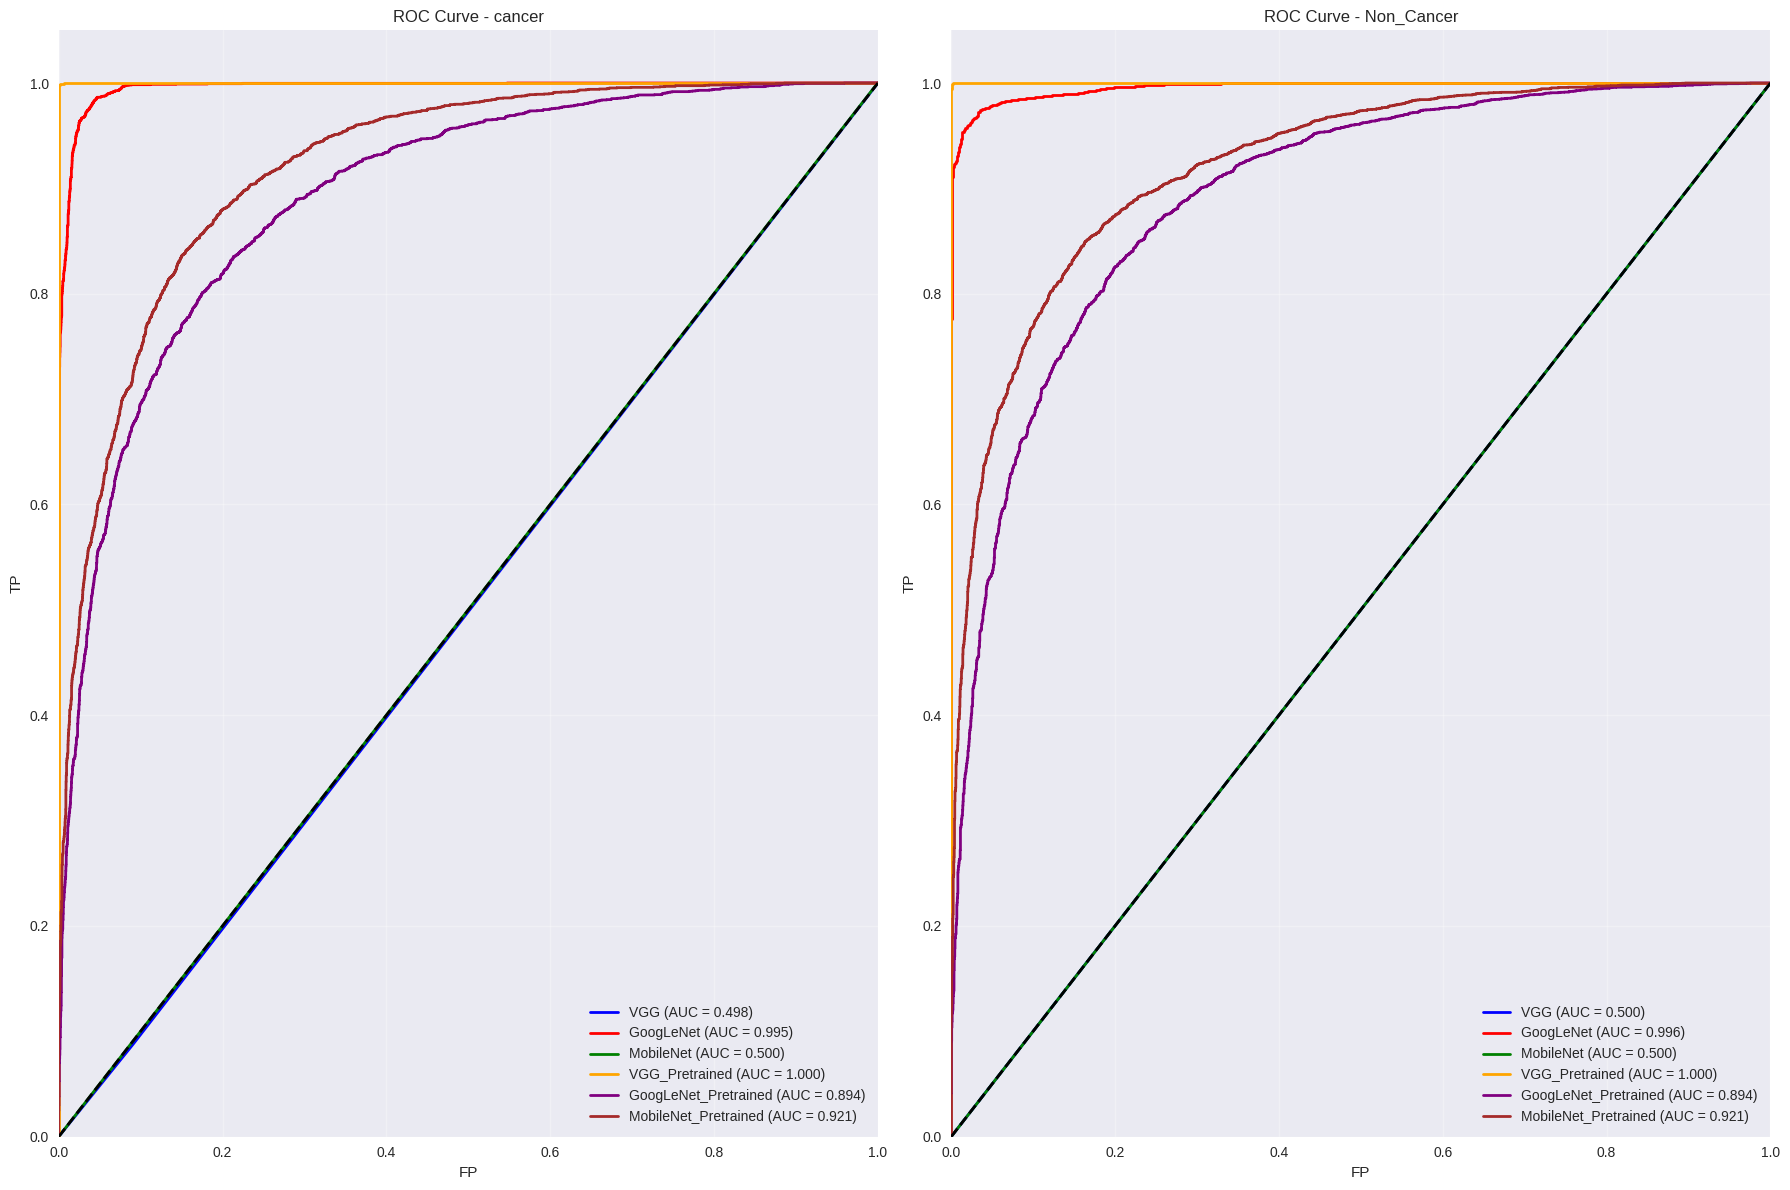 ROC Curve - cancer
1.0
0.8
0.6
0.4
0.2
0.0
TP
0.0 0.2 0.4 0.6 0.8 1.0
FP
VGG (AUC = 0.498)
GoogLeNet (AUC = 0.995)
MobileNet (AUC = 0.500)
VGG_Pretrained (AUC = 1.000)
GoogLeNet_Pretrained (AUC = 0.894)
MobileNet_Pretrained (AUC = 0.921)
ROC Curve - Non_Cancer
1.0
0.8
0.6
0.4
0.2
0.0
TP
0.0 0.2 0.4 0.6 0.8 1.0
FP
VGG (AUC = 0.500)
GoogLeNet (AUC = 0.996)
MobileNet (AUC = 0.500)
VGG_Pretrained (AUC = 1.000)
GoogLeNet_Pretrained (AUC = 0.894)
MobileNet_Pretrained (AUC = 0.921)